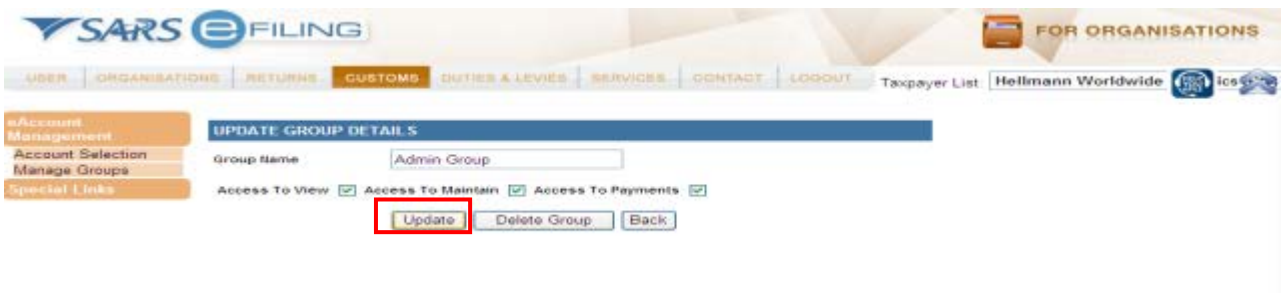 SARS eFILING
FOR ORGANISATIONS
USER ORGANISATIONS RETURNS CUSTOMS DUTIES & LEVIES SERVICES CONTACT LOGOUT
Taxpayer List Hellmann Worldwide ics
eAccount
Management
Account Selection
Manage Groups
Special Links
UPDATE GROUP DETAILS
Group Name Admin Group
Access To View Access To Maintain Access To Payments
Update Delete Group Back